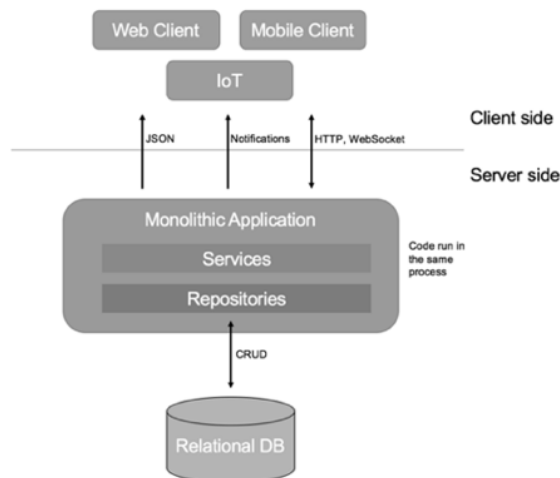 Web Client
Mobile Client
IoT
Client side
JSON
Notifications
HTTP, WebSocket
Server side
Monolithic Application
Services
Repositories
Code run in
the same
process
CRUD
Relational DB